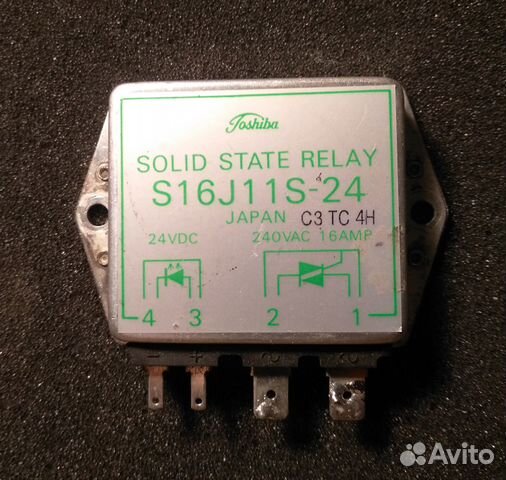 Toshiba
SOLID STATE RELAY
S16J11S-24
JAPAN C3 TC 4H
24VDC 240VAC 16AMP
4 3 2 1
- +
Avito